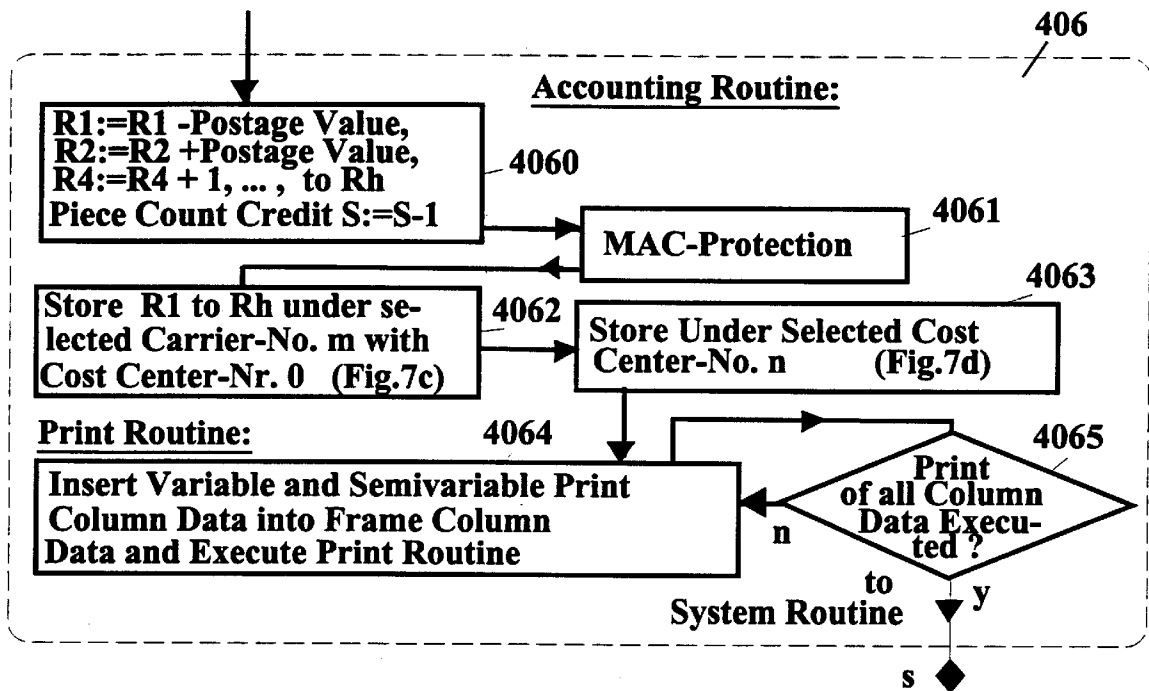 406
Accounting Routine:
R1:=R1 -Postage Value,
R2:=R2 +Postage Value,
R4:=R4 + 1, ... , to Rh
Piece Count Credit S:=S-1
4060
4061
MAC-Protection
Store R1 to Rh under se-
lected Carrier-No. m with
Cost Center-Nr. 0 (Fig.7c)
4062
4063
Store Under Selected Cost
Center-No. n (Fig.7d)
Print Routine:
4064
Insert Variable and Semivariable Print
Column Data into Frame Column
Data and Execute Print Routine
4065
Print
of all Column
Data Execu-
ted ?
n
y
to
System Routine
s